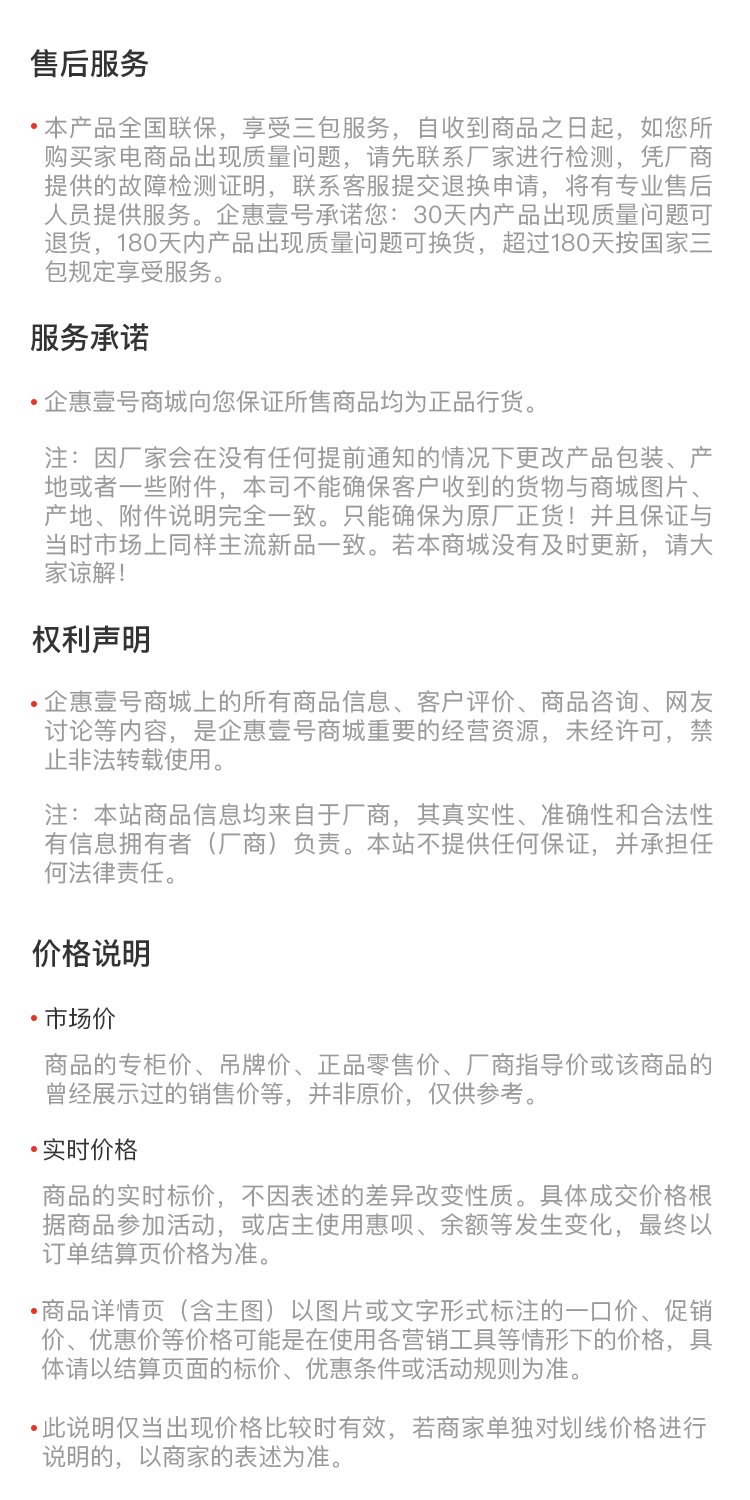 售后服务
• 本产品全国联保，享受三包服务，自收到商品之日起，如您所
购买家电商品出现质量问题，请先联系厂家进行检测，凭厂商
提供的故障检测证明，联系客服提交退换申请，将有专业售后
人员提供服务。企惠壹号承诺您：30天内产品出现质量问题可
退货，180天内产品出现质量问题可换货，超过180天按国家三
包规定享受服务。
服务承诺
• 企惠壹号商城向您保证所售商品均为正品行货。
注：因厂家会在没有任何提前通知的情况下更改产品包装、产
地或者一些附件，本司不能确保客户收到的货物与商城图片、
产地、附件说明完全一致。只能确保为原厂正货！并且保证与
当时市场上同样主流新品一致。若本商城没有及时更新，请大
家谅解！
权利声明
• 企惠壹号商城上的所有商品信息、客户评价、商品咨询、网友
讨论等内容，是企惠壹号商城重要的经营资源，未经许可，禁
止非法转载使用。
注：本站商品信息均来自于厂商，其真实性、准确性和合法性
有信息拥有者（厂商）负责。本站不提供任何保证，并承担任
何法律责任。
价格说明
• 市场价
商品的专柜价、吊牌价、正品零售价、厂商指导价或该商品的
曾经展示过的销售价等，并非原价，仅供参考。
• 实时价格
商品的实时标价，不因表述的差异改变性质。具体成交价格根
据商品参加活动，或店主使用惠呗、余额等发生变化，最终以
订单结算页价格为准。
• 商品详情页（含主图）以图片或文字形式标注的一口价、促销
价、优惠价等价格可能是在使用各营销工具等情形下的价格，具
体请以结算页面的标价、优惠条件或活动规则为准。
• 此说明仅当出现价格比较时有效，若商家单独对划线价格进行
说明的，以商家的表述为准。